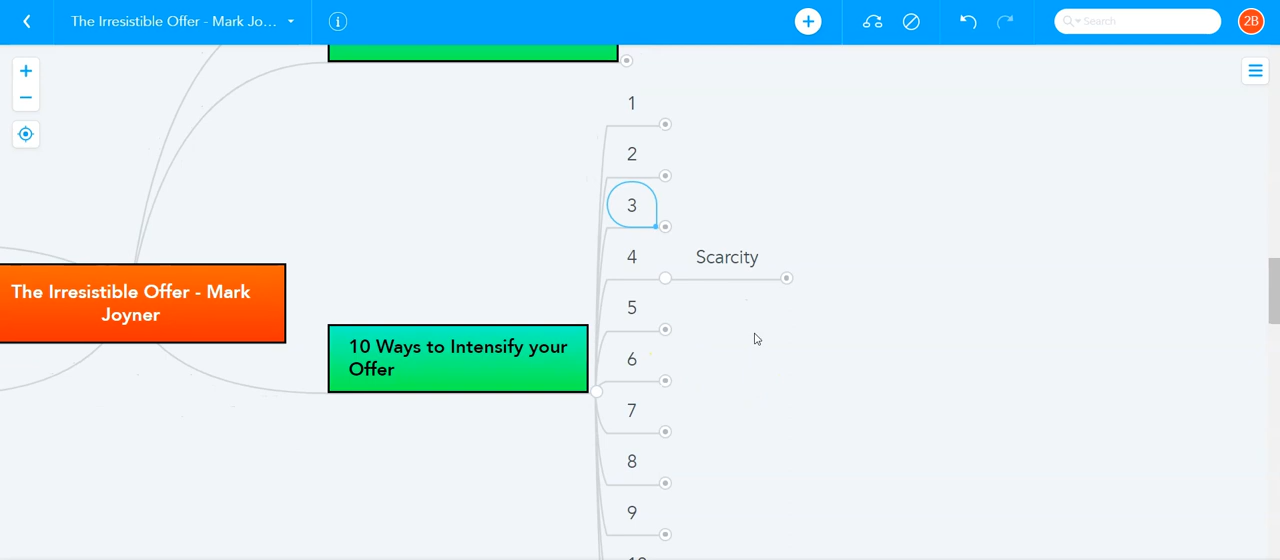 The Irresistible Offer - Mark Jo...
Search
2B
1
2
3
4
Scarcity
5
The Irresistible Offer - Mark
Joyner
10 Ways to Intensify your
Offer
6
7
8
9